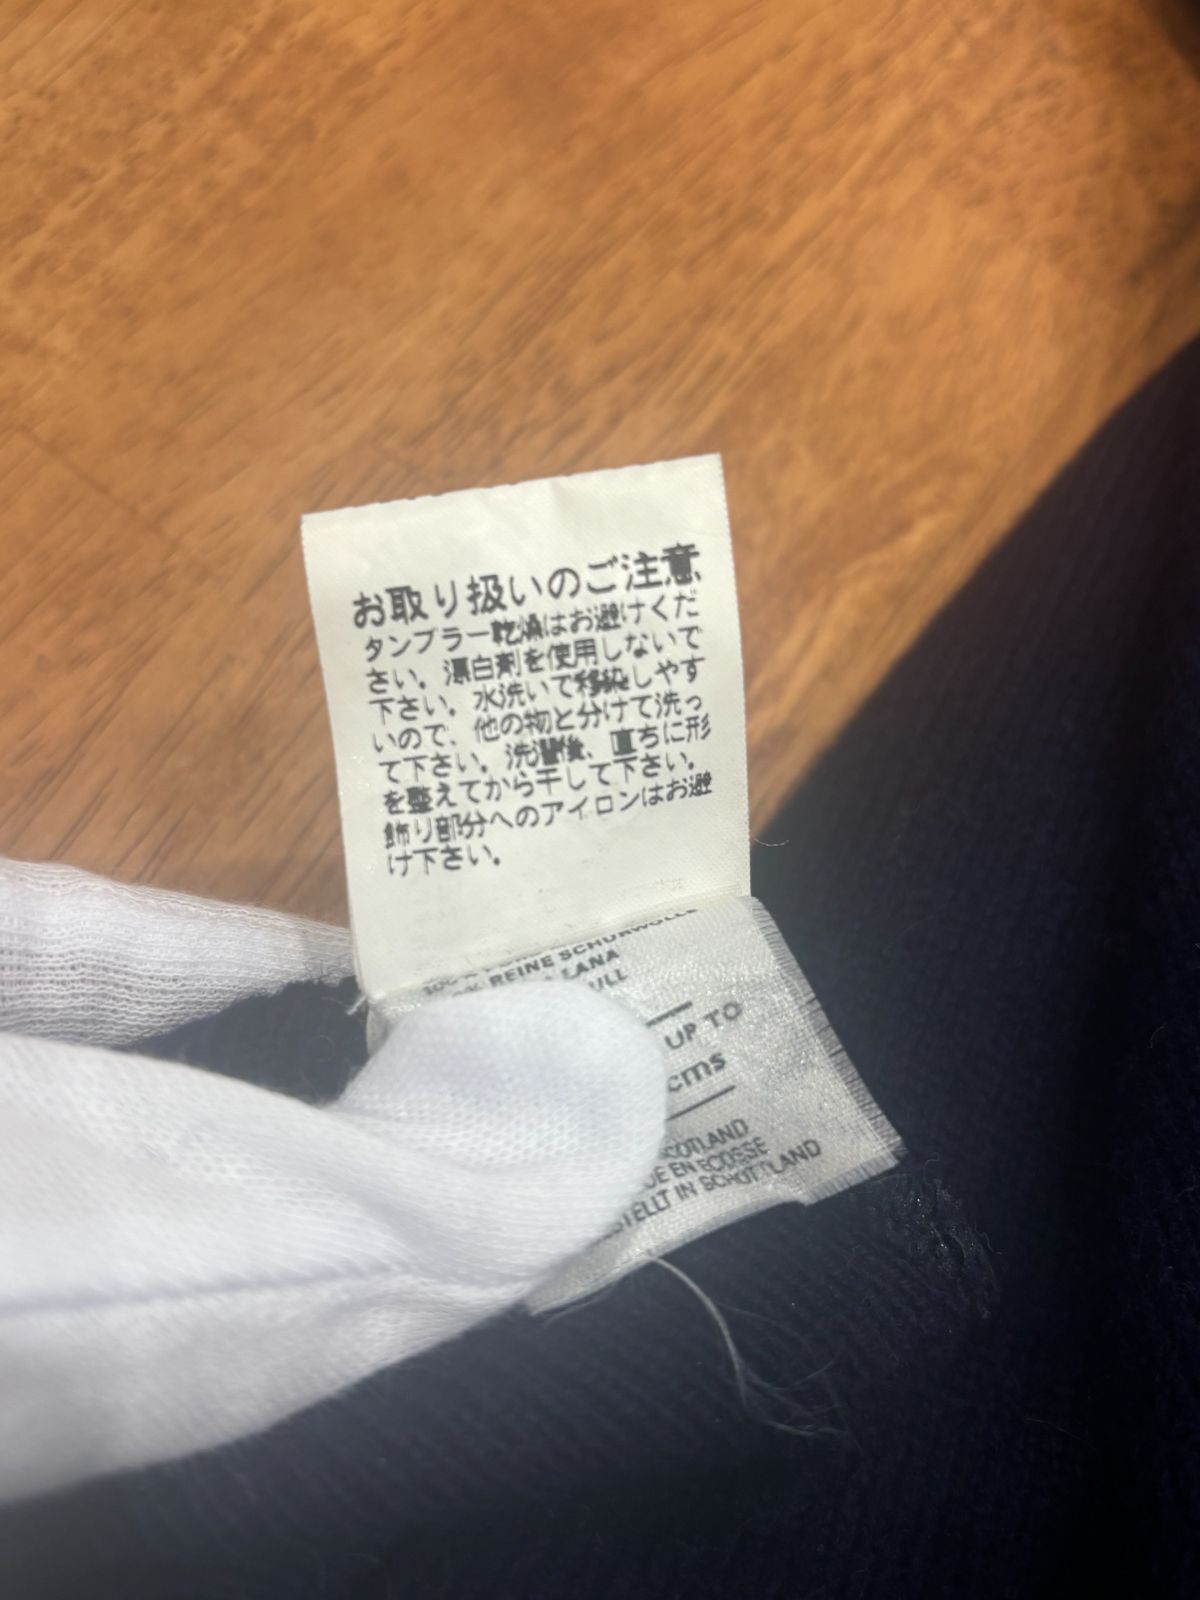 お取り扱いのご注意
タンブラー乾燥はお避けくだ
さい。漂白剤を使用しないで
下さい。水洗いで移染しやす
いので、他の物と分けて洗っ
て下さい。洗濯後、直ちに形
を整えてから干して下さい。
飾り部分へのアイロンはお避
け下さい。
REINE SCHURWOLLE
LANA
UP TO
cms
SCOTLAND
EN ECOSSE
IN SCHOTTLAND